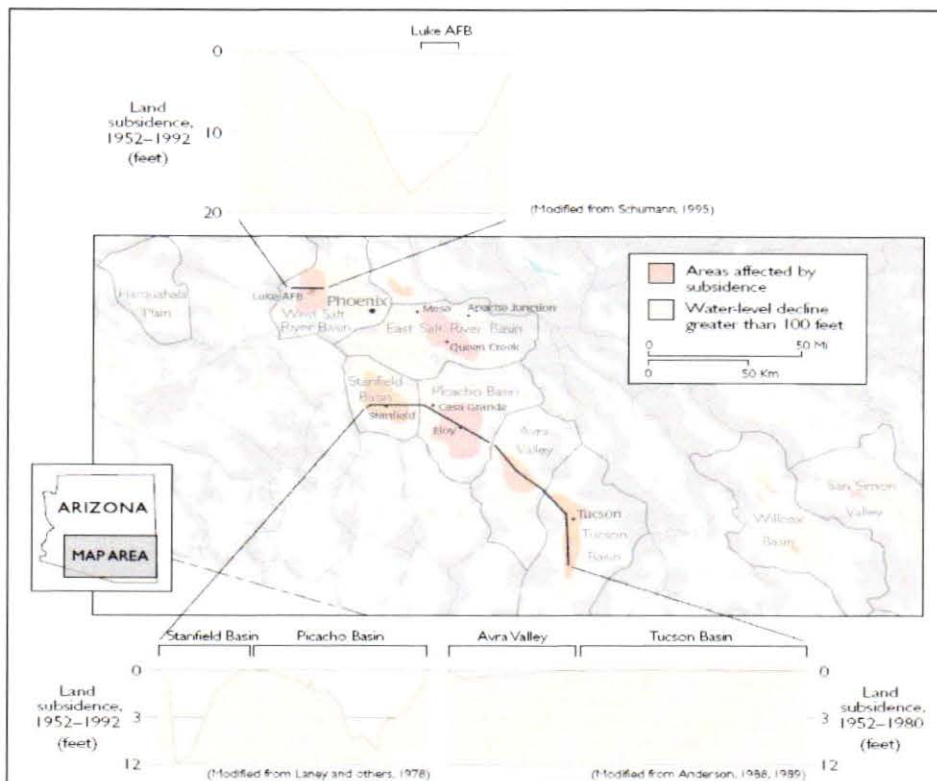 Luke AFB
0
Land
subsidence,
1952–1992
(feet)
10
20
(Modified from Schumann, 1995)
Harquahala
Plain
Luke AFB
Phoenix
West Salt
River Basin
Mesa
Apache Junction
East Salt River Basin
Queen Creek
Areas affected by
subsidence
Water-level decline
greater than 100 feet
0
50 Mi
0
50 Km
Stanfield
Basin
Stanfield
Picacho Basin
Casa Grande
Eloy
Avra
Valley
Tucson
Tucson
Basin
San Simon
Valley
Willcox
Basin
ARIZONA
MAP AREA
Stanfield Basin
Picacho Basin
Avra Valley
Tucson Basin
0
Land
subsidence,
1952–1992
(feet)
3
12
(Modified from Laney and others, 1978)
0
Land
subsidence,
1952–1980
(feet)
3
12
(Modified from Anderson, 1988, 1989)